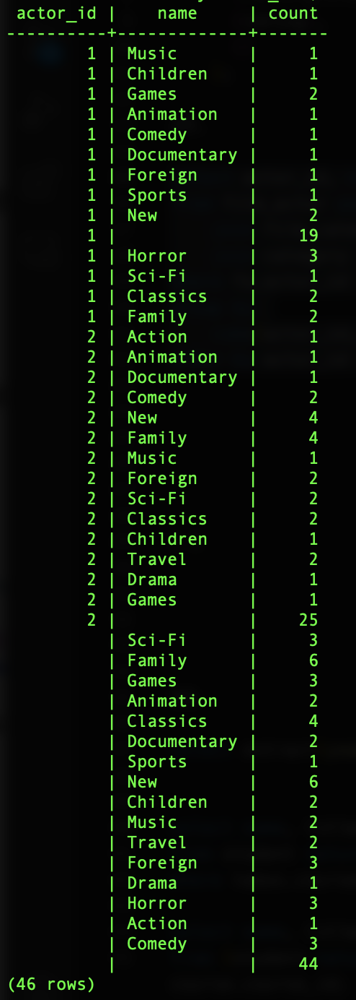 actor_id |    name     | count
----------+-------------+-------
        1 | Music       |     1
        1 | Children    |     1
        1 | Games       |     2
        1 | Animation   |     1
        1 | Comedy      |     1
        1 | Documentary |     1
        1 | Foreign     |     1
        1 | Sports      |     1
        1 | New         |     2
        1 |             |    19
        1 | Horror      |     3
        1 | Sci-Fi      |     1
        1 | Classics    |     2
        1 | Family      |     2
        2 | Action      |     1
        2 | Animation   |     1
        2 | Documentary |     1
        2 | Comedy      |     2
        2 | New         |     4
        2 | Family      |     4
        2 | Music       |     1
        2 | Foreign     |     2
        2 | Sci-Fi      |     2
        2 | Classics    |     2
        2 | Children    |     1
        2 | Travel      |     2
        2 | Drama       |     1
        2 | Games       |     1
        2 |             |    25
          | Sci-Fi      |     3
          | Family      |     6
          | Games       |     3
          | Animation   |     2
          | Classics    |     4
          | Documentary |     2
          | Sports      |     1
          | New         |     6
          | Children    |     2
          | Music       |     2
          | Travel      |     2
          | Foreign     |     3
          | Drama       |     1
          | Horror      |     3
          | Action      |     1
          | Comedy      |     3
          |             |    44
(46 rows)